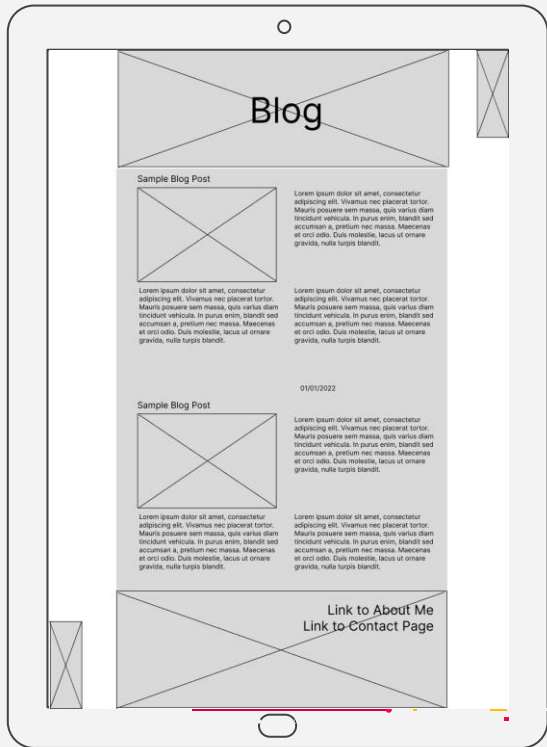 Blog
Sample Blog Post
Lorem ipsum dolor sit amet, consectetur
adipiscing elit. Vivamus nec placerat tortor.
Mauris posuere sem massa, quis varius diam
tincidunt vehicula. In purus enim, blandit sed
accumsan a, pretium nec massa. Maecenas
et orci odio. Duis molestie, lacus ut ornare
gravida, nulla turpis blandit.
Lorem ipsum dolor sit amet, consectetur
adipiscing elit. Vivamus nec placerat tortor.
Mauris posuere sem massa, quis varius diam
tincidunt vehicula. In purus enim, blandit sed
accumsan a, pretium nec massa. Maecenas
et orci odio. Duis molestie, lacus ut ornare
gravida, nulla turpis blandit.
Lorem ipsum dolor sit amet, consectetur
adipiscing elit. Vivamus nec placerat tortor.
Mauris posuere sem massa, quis varius diam
tincidunt vehicula. In purus enim, blandit sed
accumsan a, pretium nec massa. Maecenas
et orci odio. Duis molestie, lacus ut ornare
gravida, nulla turpis blandit.
01/01/2022
Sample Blog Post
Lorem ipsum dolor sit amet, consectetur
adipiscing elit. Vivamus nec placerat tortor.
Mauris posuere sem massa, quis varius diam
tincidunt vehicula. In purus enim, blandit sed
accumsan a, pretium nec massa. Maecenas
et orci odio. Duis molestie, lacus ut ornare
gravida, nulla turpis blandit.
Lorem ipsum dolor sit amet, consectetur
adipiscing elit. Vivamus nec placerat tortor.
Mauris posuere sem massa, quis varius diam
tincidunt vehicula. In purus enim, blandit sed
accumsan a, pretium nec massa. Maecenas
et orci odio. Duis molestie, lacus ut ornare
gravida, nulla turpis blandit.
Lorem ipsum dolor sit amet, consectetur
adipiscing elit. Vivamus nec placerat tortor.
Mauris posuere sem massa, quis varius diam
tincidunt vehicula. In purus enim, blandit sed
accumsan a, pretium nec massa. Maecenas
et orci odio. Duis molestie, lacus ut ornare
gravida, nulla turpis blandit.
Link to About Me
Link to Contact Page